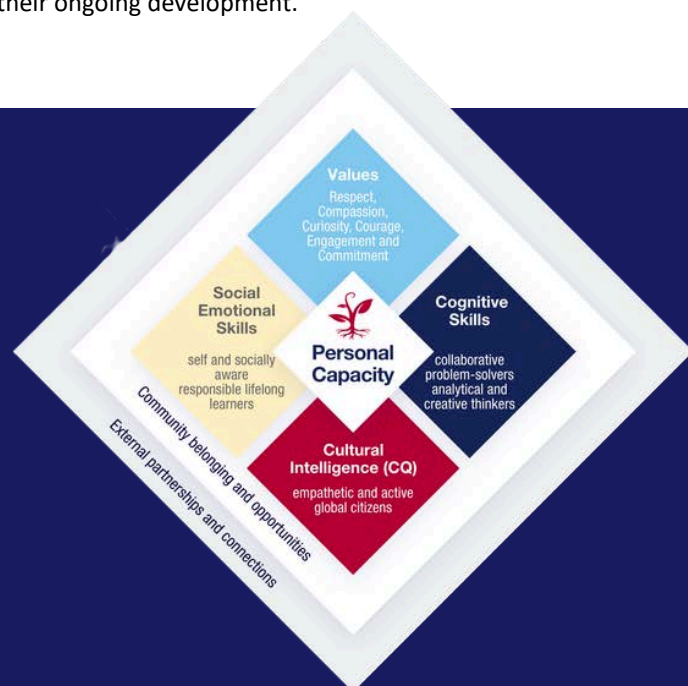 their ongoing development.
Values
Respect,
Compassion,
Curiosity, Courage,
Engagement and
Commitment
Social
Emotional
Skills
self and socially
aware
responsible lifelong
learners
Personal
Capacity
Cognitive
Skills
collaborative
problem-solvers
analytical and
creative thinkers
Cultural
Intelligence (CQ)
empathetic and active
global citizens
Community belonging and opportunities
External partnerships and connections